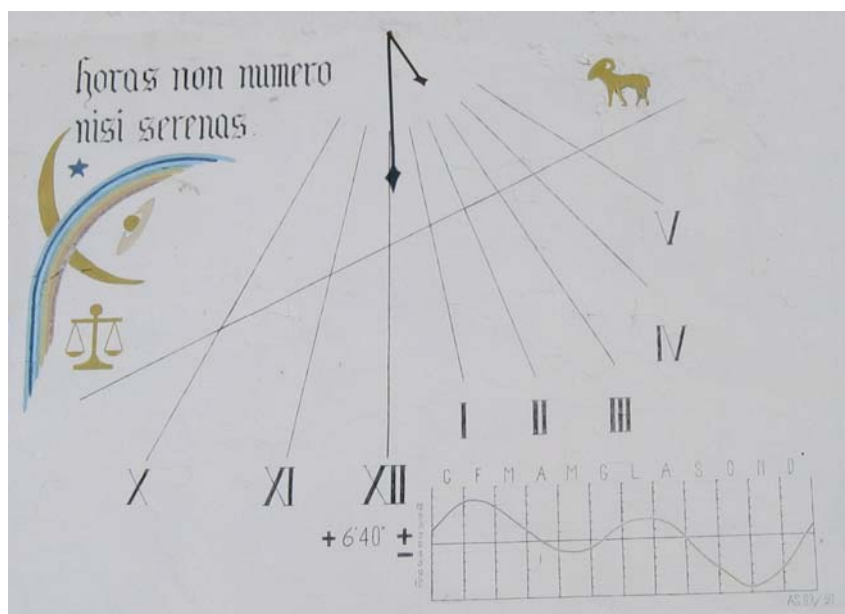 horas non numero
nisi serenas.
V
IV
I II III
X XI XII
G F M A M G L A S O N D
+ 6'40" ±